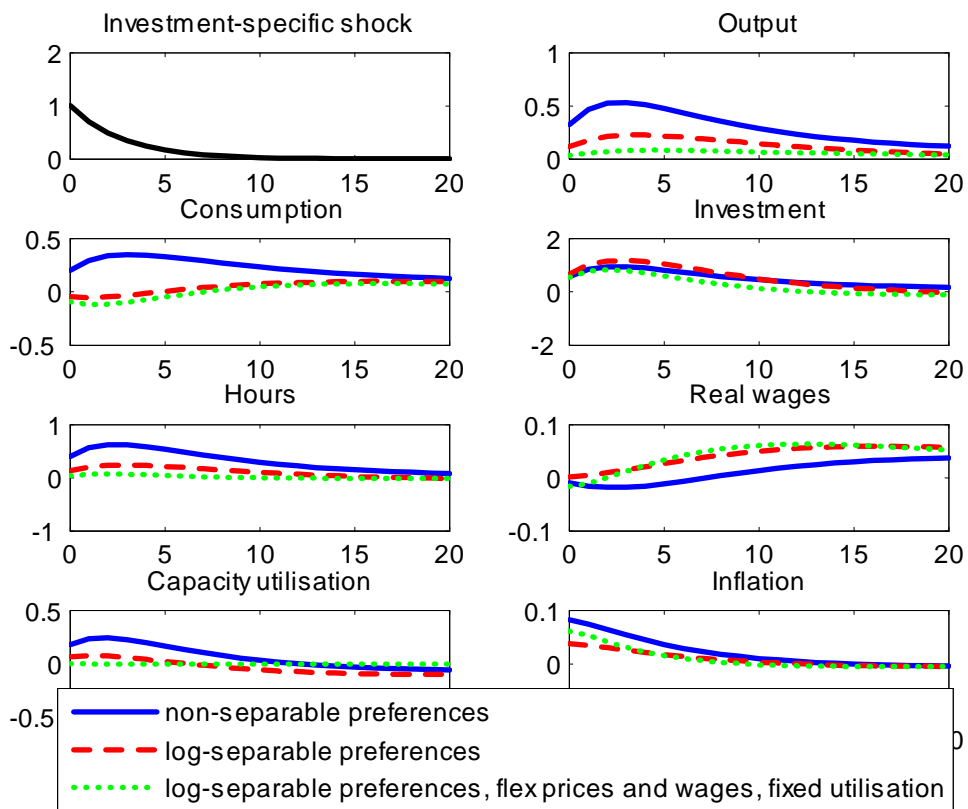 Investment-specific shock
2
1
0
0 5 10 15 20
Output
1
0.5
0
0 5 10 15 20
Consumption
0.5
0
-0.5
0 5 10 15 20
Investment
2
0
-2
0 5 10 15 20
Hours
1
0
-1
0 5 10 15 20
Real wages
0.1
0
-0.1
0 5 10 15 20
Capacity utilisation
0.5
0
-0.5
Inflation
0.1
0
0
non-separable preferences
log-separable preferences
log-separable preferences, flex prices and wages, fixed utilisation